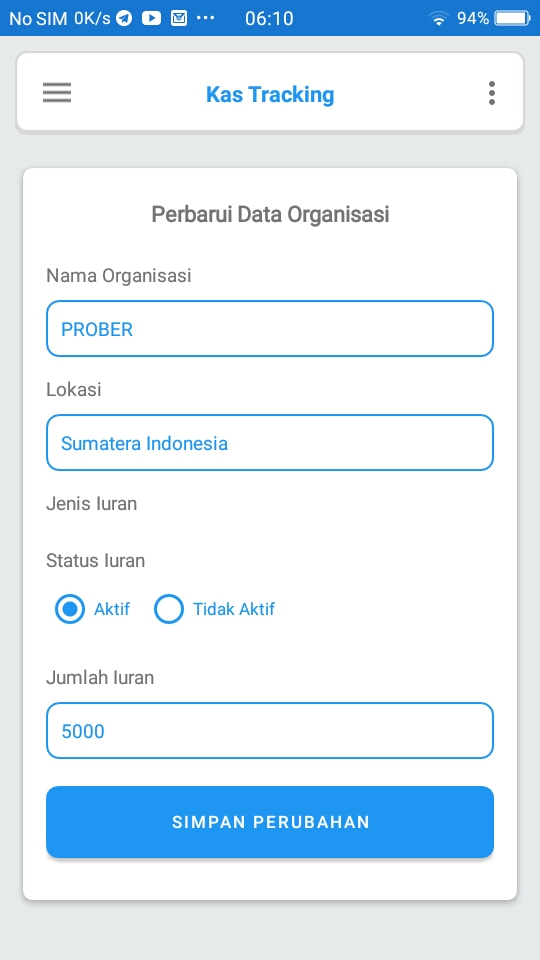 No SIM 0K/s 06:10 94%
Kas Tracking
Perbarui Data Organisasi
Nama Organisasi
PROBER
Lokasi
Sumatera Indonesia
Jenis Iuran
Status Iuran
Aktif Tidak Aktif
Jumlah Iuran
5000
SIMPAN PERUBAHAN